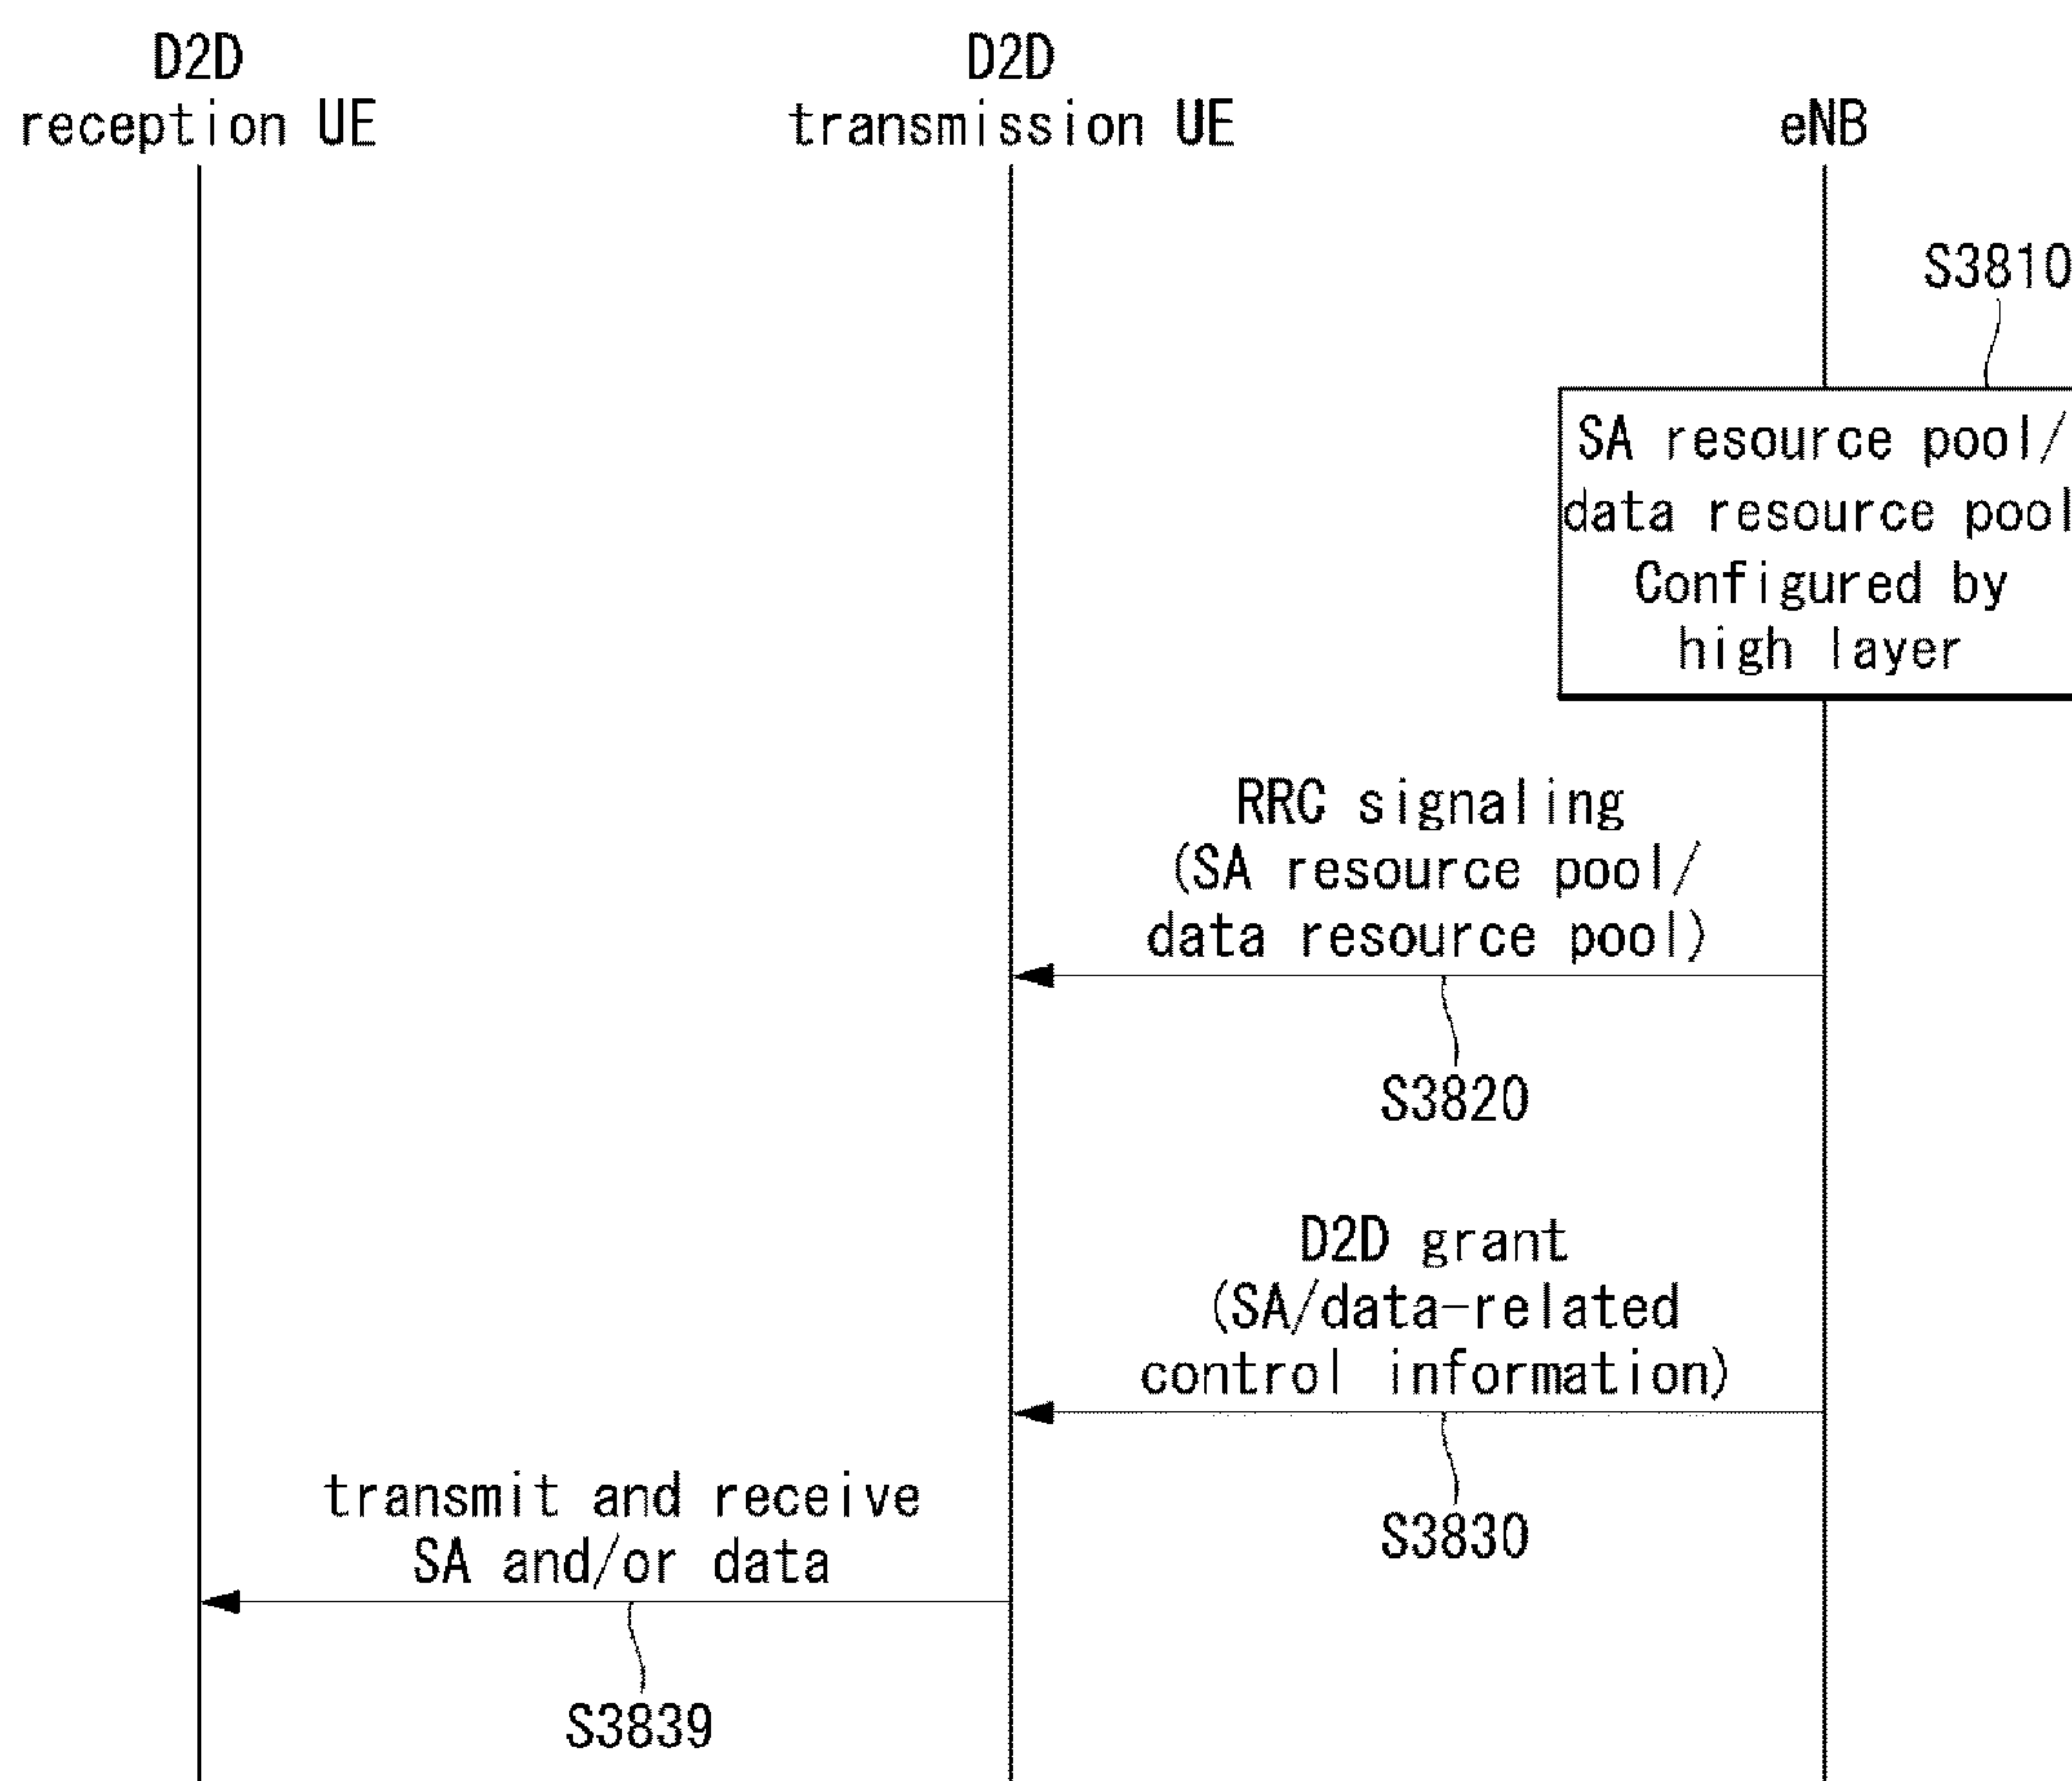 D2D
reception UE
D2D
transmission UE
eNB
S3810
SA resource pool/
data resource pool
Configured by
high layer
RRC signaling
(SA resource pool/
data resource pool)
S3820
D2D grant
(SA/data-related
control information)
S3830
transmit and receive
SA and/or data
S3839